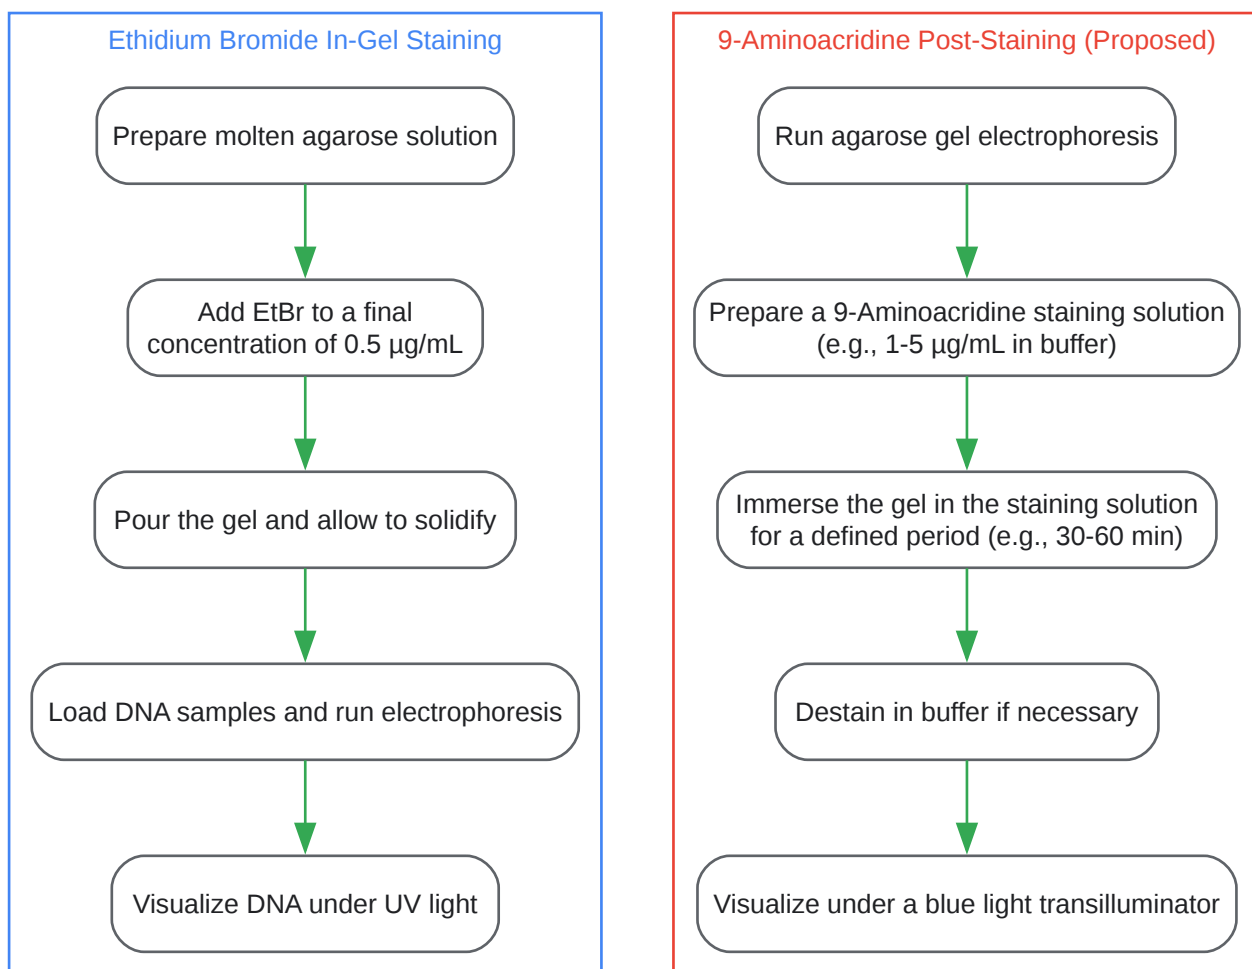 Ethidium Bromide In-Gel Staining
Prepare molten agarose solution
Add EtBr to a final
concentration of 0.5 µg/mL
Pour the gel and allow to solidify
Load DNA samples and run electrophoresis
Visualize DNA under UV light
9-Aminoacridine Post-Staining (Proposed)
Run agarose gel electrophoresis
Prepare a 9-Aminoacridine staining solution
(e.g., 1-5 µg/mL in buffer)
Immerse the gel in the staining solution
for a defined period (e.g., 30-60 min)
Destain in buffer if necessary
Visualize under a blue light transilluminator